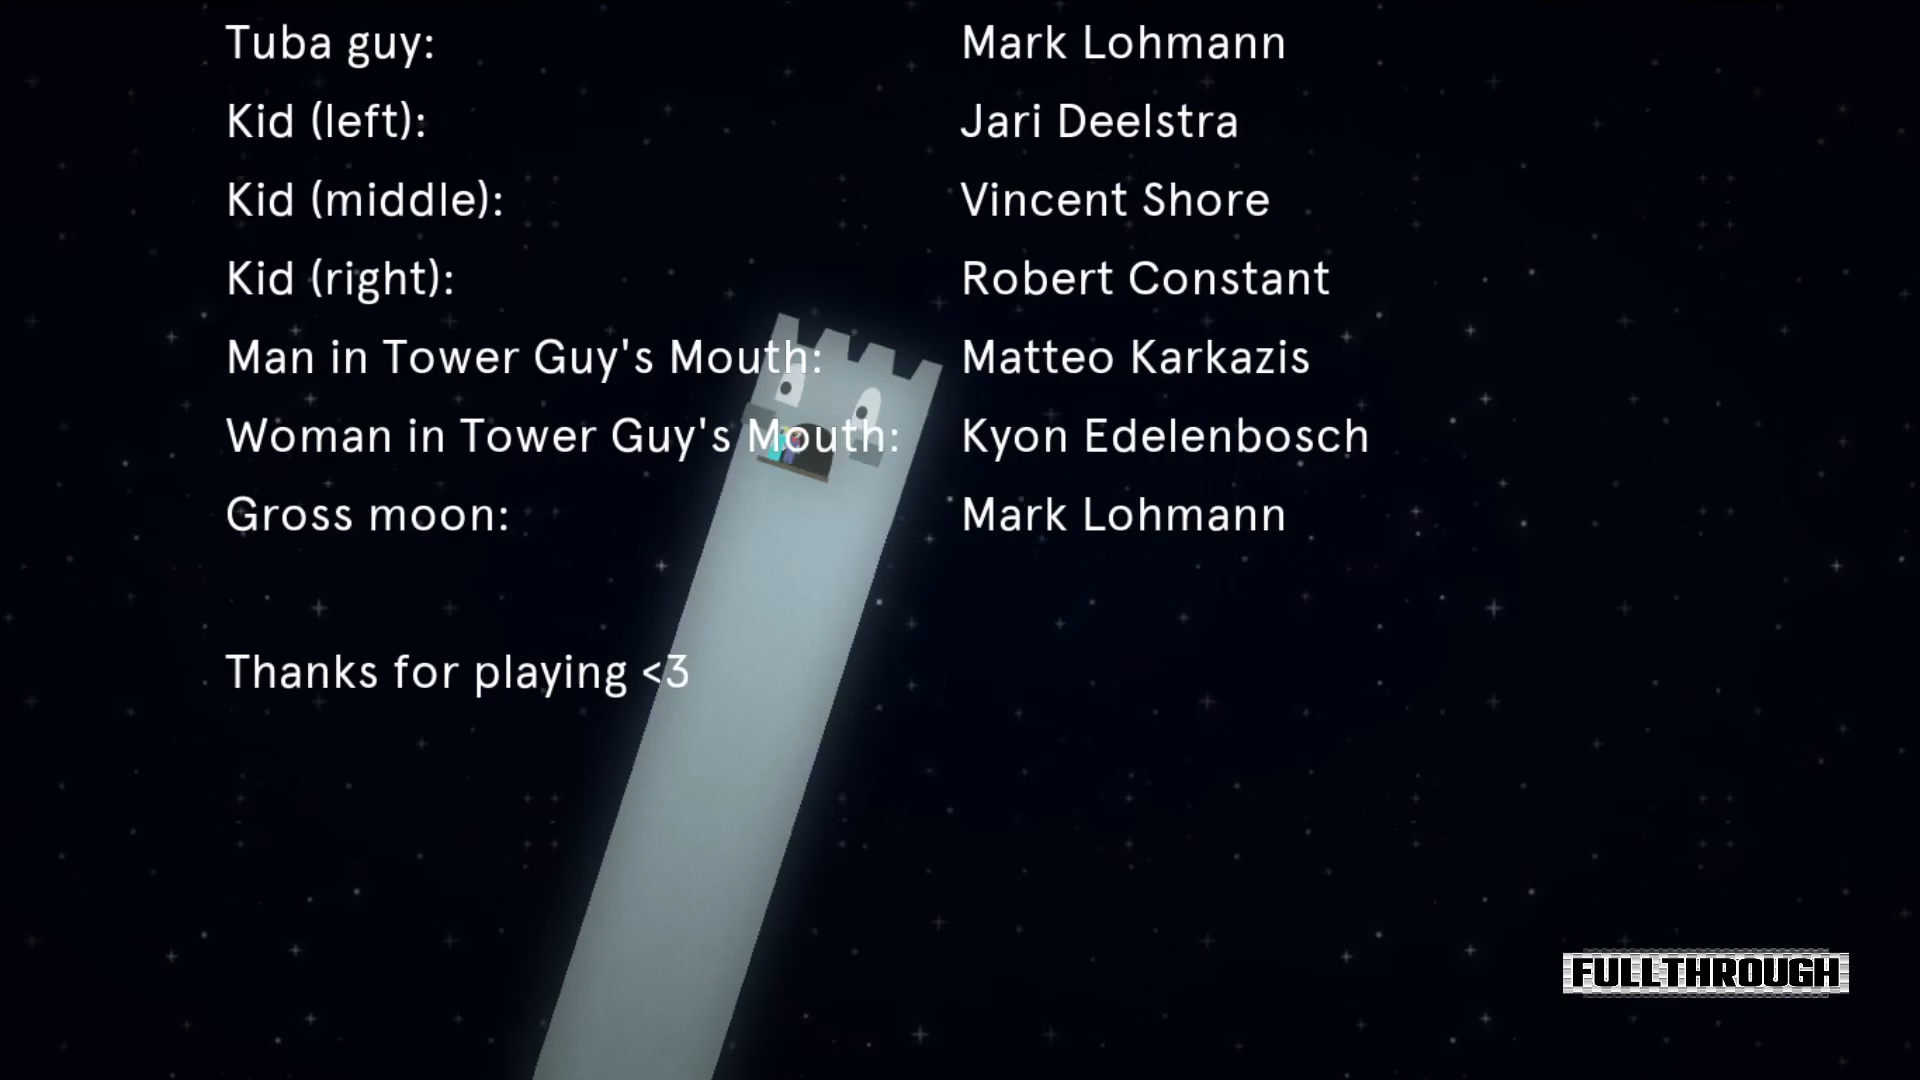 Tuba guy: Mark Lohmann
Kid (left): Jari Deelstra
Kid (middle): Vincent Shore
Kid (right): Robert Constant
Man in Tower Guy's Mouth: Matteo Karkazis
Woman in Tower Guy's Mouth: Kyon Edelenbosch
Gross moon: Mark Lohmann
Thanks for playing <3
FULLTHROUGH